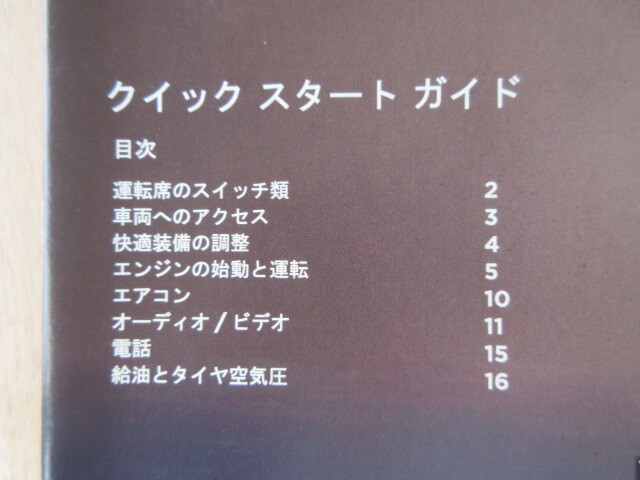 クイック スタート ガイド
目次
運転席のスイッチ類 2
車両へのアクセス 3
快適装備の調整 4
エンジンの始動と運転 5
エアコン 10
オーディオ / ビデオ 11
電話 15
給油とタイヤ空気圧 16